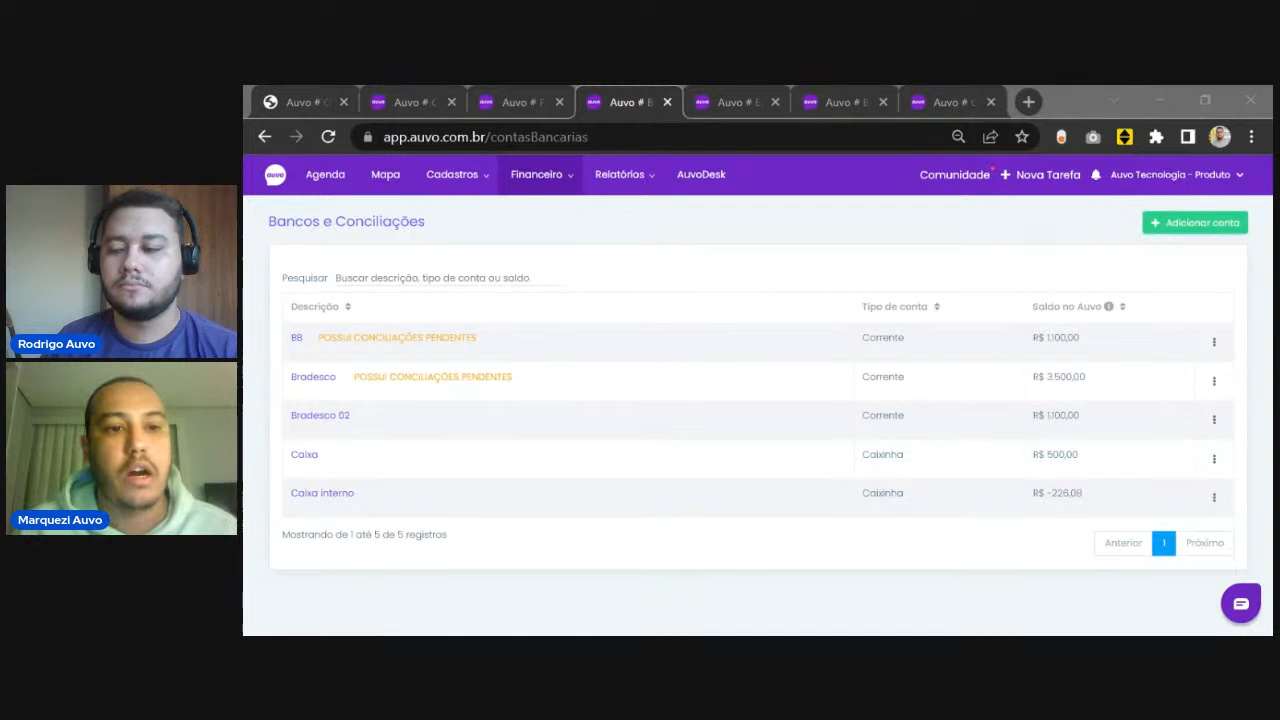 Auvo # C
Auvo # C
Auvo # F
Auvo # B
Auvo # E
Auvo # B
Auvo # C
app.auvo.com.br/contasBancarias
auvo
Agenda
Mapa
Cadastros
Financeiro
Relatórios
AuvoDesk
Comunidade
Nova Tarefa
Auvo Tecnologia - Produto
Bancos e Conciliações
+ Adicionar conta
Pesquisar Buscar descrição, tipo de conta ou saldo
Descrição Tipo de conta Saldo no Auvo
BB POSSUI CONCILIAÇÕES PENDENTES Corrente R$ 1.100,00
Bradesco POSSUI CONCILIAÇÕES PENDENTES Corrente R$ 3.500,00
Bradesco 02 Corrente R$ 1.100,00
Caixa Caixinha R$ 500,00
Caixa interno Caixinha R$ -226,08
Mostrando de 1 até 5 de 5 registros
Anterior 1 Próximo
Rodrigo Auvo
Marquezi Auvo